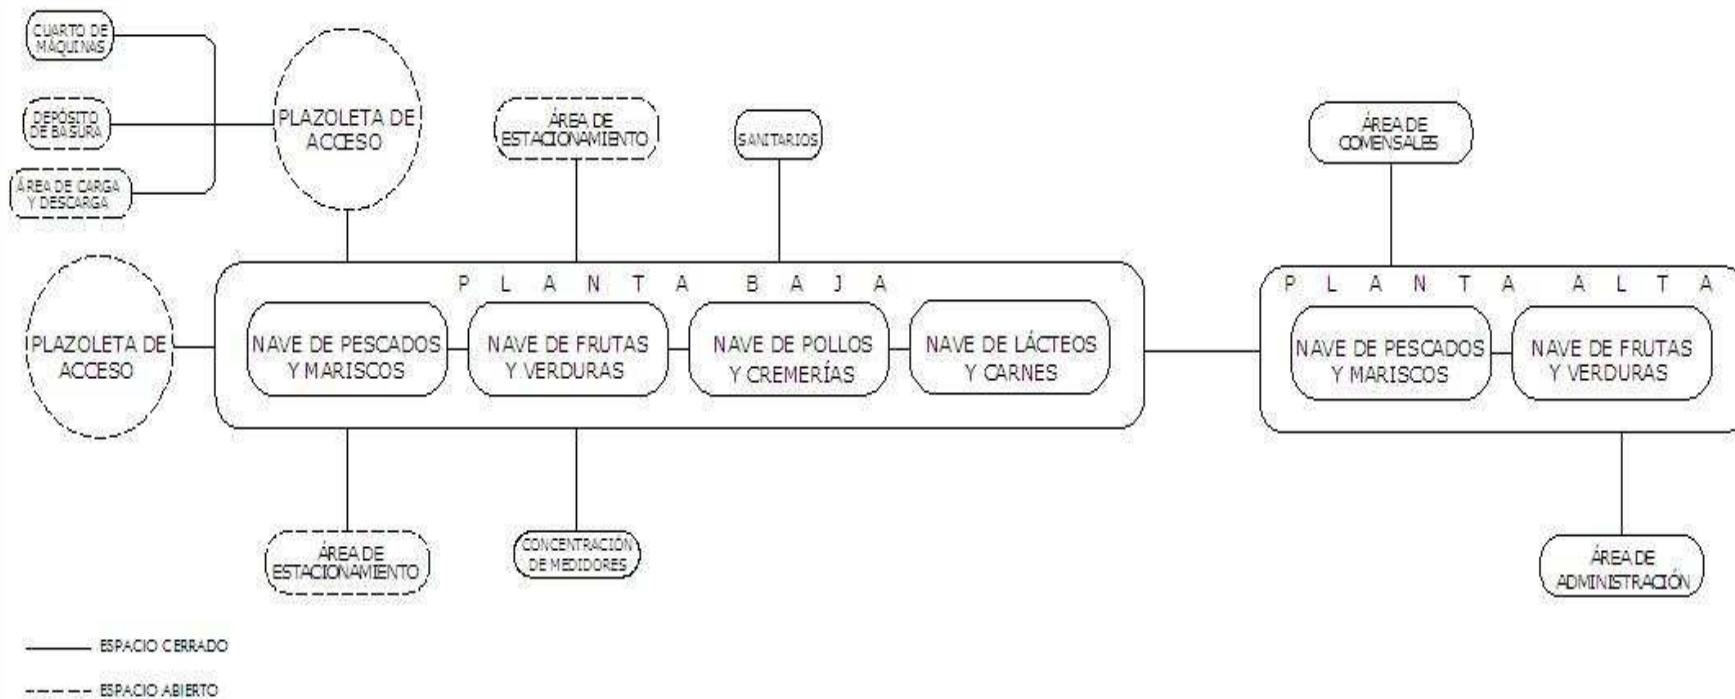 CUARTO DE
MÁQUINAS
DEPÓSITO
DE BASURA
ÁREA DE CARGA
Y DESCARGA
PLAZOLETA DE
ACCESO
ÁREA DE
ESTACIONAMIENTO
SANITARIOS
ÁREA DE
COMENSALES
PLAZOLETA DE
ACCESO
P L A N T A B A J A
NAVE DE PESCADOS
Y MARISCOS
NAVE DE FRUTAS
Y VERDURAS
NAVE DE POLLOS
Y CREMERÍAS
NAVE DE LÁCTEOS
Y CARNES
P L A N T A A L T A
NAVE DE PESCADOS
Y MARISCOS
NAVE DE FRUTAS
Y VERDURAS
ÁREA DE
ESTACIONAMIENTO
CONCENTRACIÓN
DE MEDIDORES
ÁREA DE
ADMINISTRACIÓN
ESPACIO CERRADO
ESPACIO ABIERTO